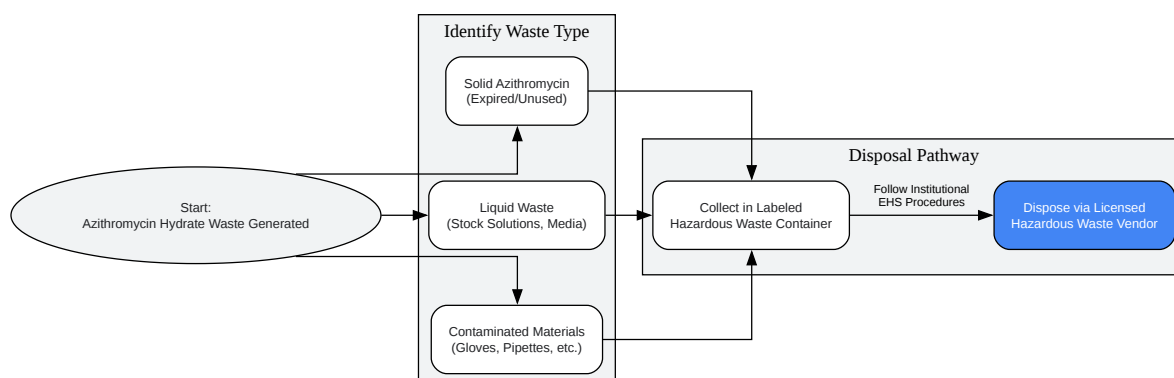 Identify Waste Type
Solid Azithromycin
(Expired/Unused)
Disposal Pathway
Start:
Azithromycin Hydrate Waste Generated
Liquid Waste
(Stock Solutions, Media)
Collect in Labeled
Hazardous Waste Container
Follow Institutional
EHS Procedures
Dispose via Licensed
Hazardous Waste Vendor
Contaminated Materials
(Gloves, Pipettes, etc.)